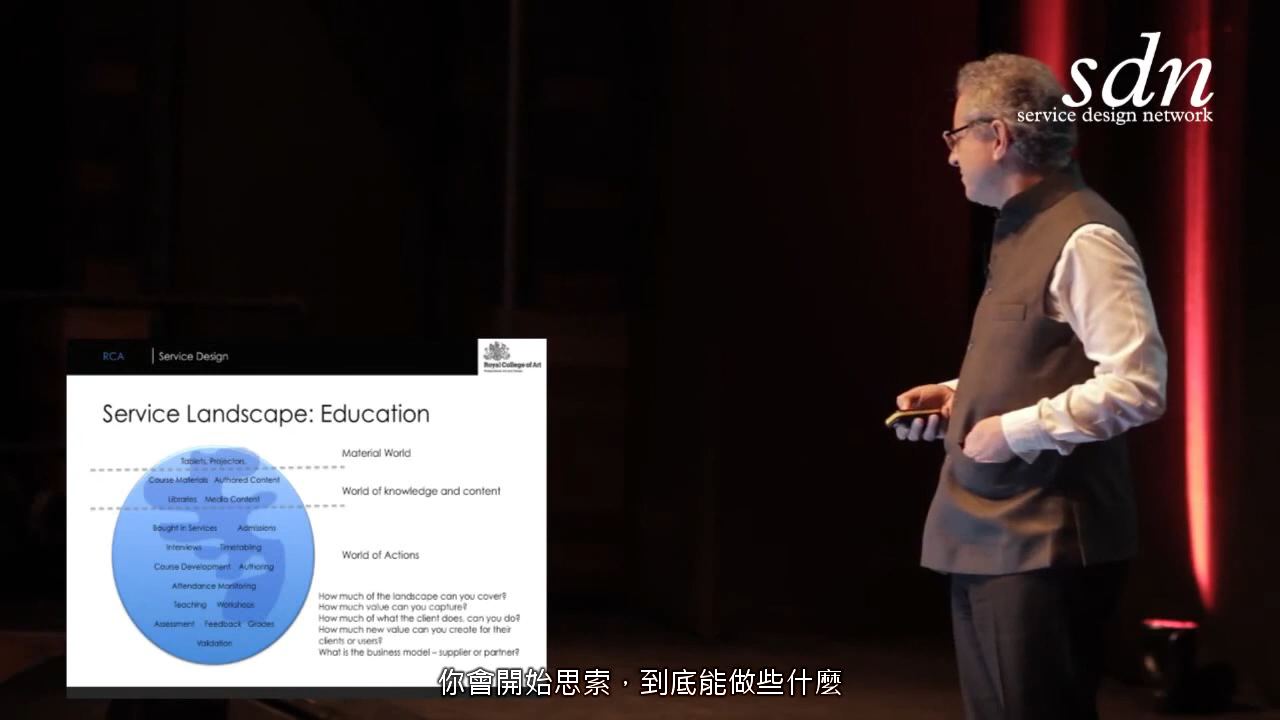 sdn
service design network
RCA | Service Design
Royal College of Art
Service Landscape: Education
Tablets, Projectors,
Material World
Course Materials Authored Content
World of knowledge and content
Libraries Media Content
Bought in Services Admissions
Interviews Timetabling
World of Actions
Course Development Authoring
Attendance Monitoring
Teaching Workshops
Assessment Feedback Grades
Validation
How much of the landscape can you cover?
How much value can you capture?
How much of what the client does, can you do?
How much new value can you create for their
clients or users?
What is the business model – supplier or partner?
你會開始思索，到底能做些什麼